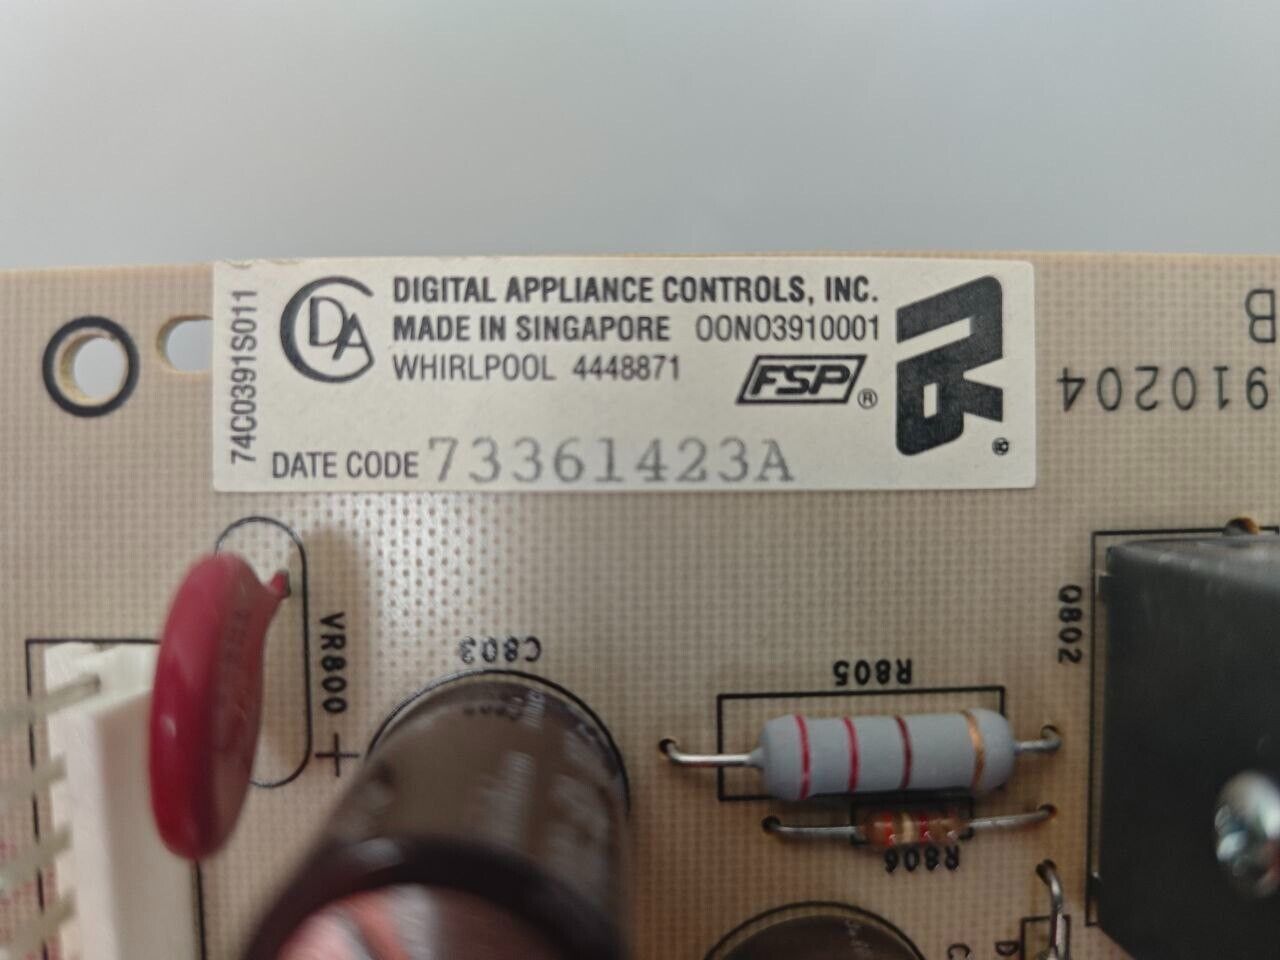 74C0391S011
CDA
DIGITAL APPLIANCE CONTROLS, INC.
MADE IN SINGAPORE 00N03910001
WHIRLPOOL 4448871
FSP®
DATE CODE 73361423A
B
910204
VR800
+
C803
R805
R806
Q802